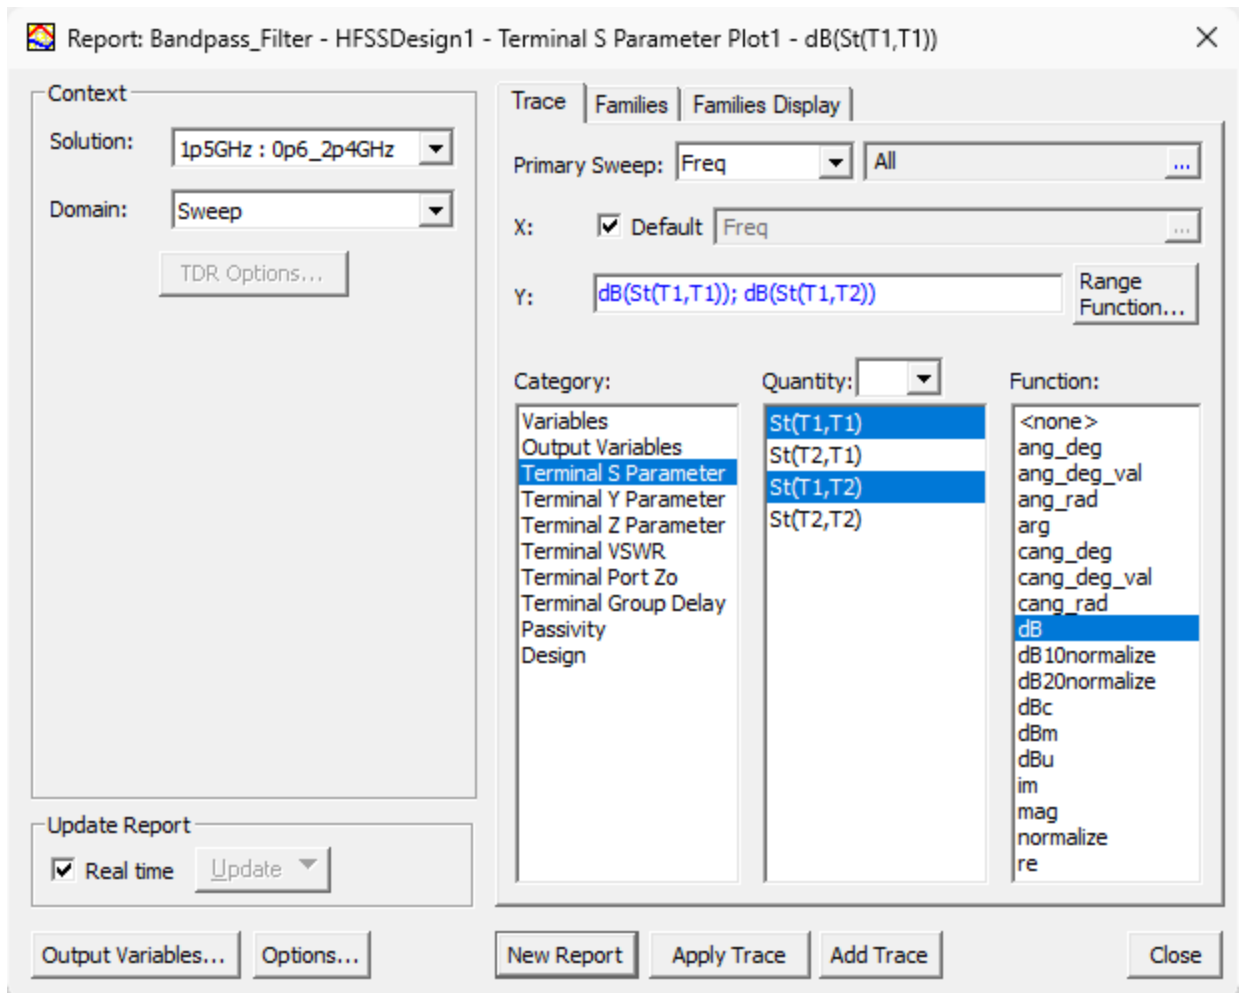 Report: Bandpass_Filter - HFSSDesign1 - Terminal S Parameter Plot1 - dB(St(T1,T1))
Context
Solution: 1p5GHz : 0p6_2p4GHz
Domain: Sweep
TDR Options...
Update Report
Real time Update
Output Variables... Options...
Trace Families Families Display
Primary Sweep: Freq All ...
X: Default Freq ...
Y: dB(St(T1,T1)); dB(St(T1,T2))
Range
Function...
Category:
Variables
Output Variables
Terminal S Parameter
Terminal Y Parameter
Terminal Z Parameter
Terminal VSWR
Terminal Port Zo
Terminal Group Delay
Passivity
Design
Quantity:
St(T1,T1)
St(T2,T1)
St(T1,T2)
St(T2,T2)
Function:
<none>
ang_deg
ang_deg_val
ang_rad
arg
cang_deg
cang_deg_val
cang_rad
dB
dB10normalize
dB20normalize
dBc
dBm
dBu
im
mag
normalize
re
New Report Apply Trace Add Trace Close